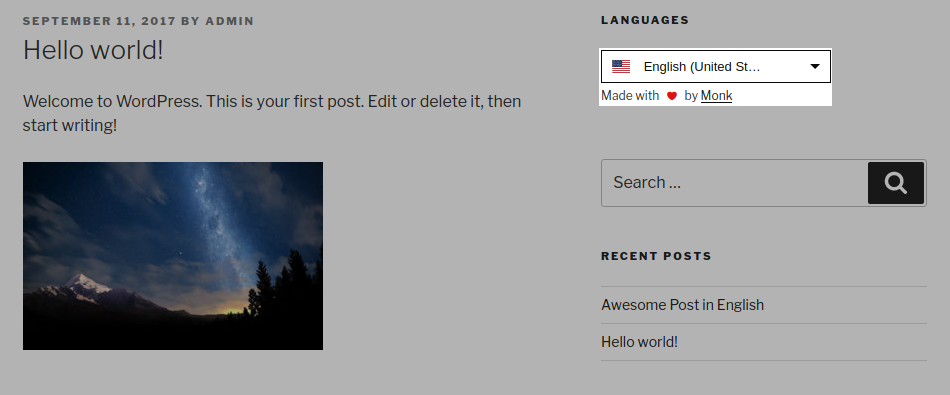 SEPTEMBER 11, 2017 BY ADMIN
Hello world!
Welcome to WordPress. This is your first post. Edit or delete it, then
start writing!
LANGUAGES
English (United St...
Made with ❤ by Monk
Search ...
RECENT POSTS
Awesome Post in English
Hello world!